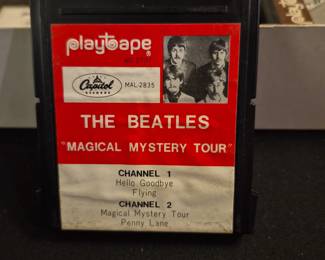 playtape®
Capitol
RECORDS
MAL-2835
THE BEATLES
"MAGICAL MYSTERY TOUR"
CHANNEL 1
Hello Goodbye
Flying
CHANNEL 2
Magical Mystery Tour
Penny Lane